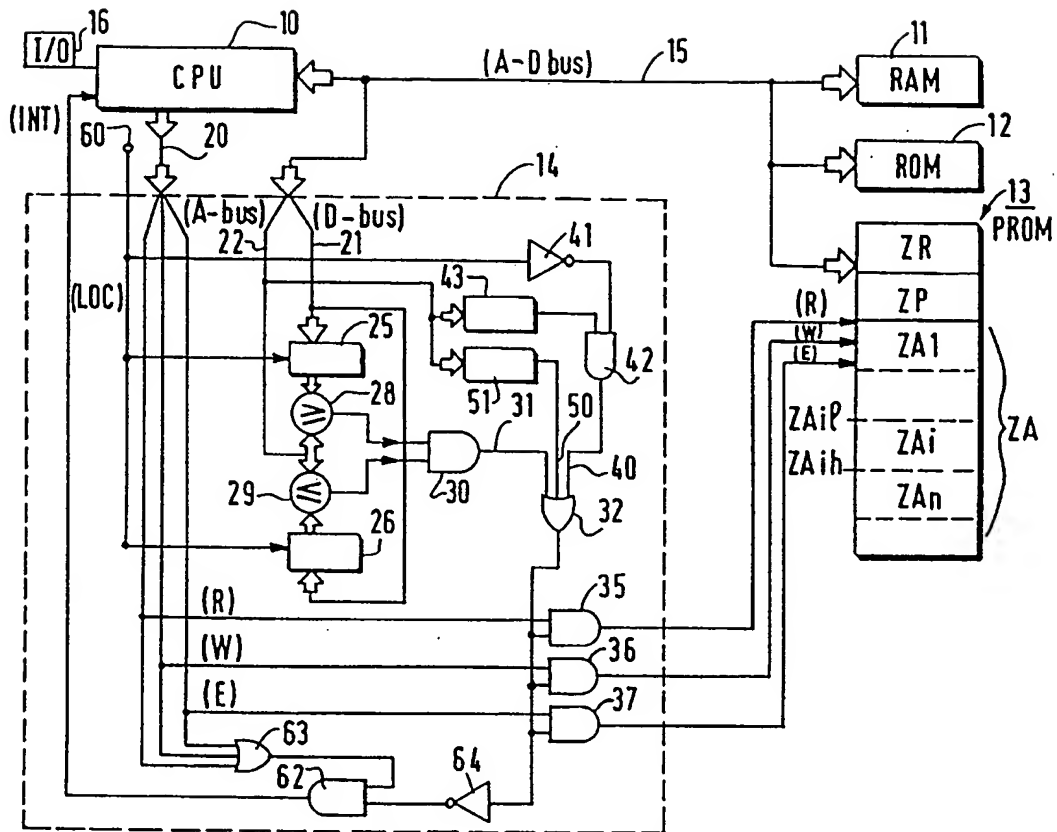 16
I/O
10
CPU
(A-D bus)
15
11
RAM
(INT)
60
20
12
ROM
14
13
PROM
(A-bus)
(D-bus)
22
21
41
ZR
43
ZP
(LOC)
25
(R)
(W)
(E)
ZA1
42
28
51
31
50
ZAil
ZAi
ZA
40
ZAih
≤
≤
29
30
32
ZAn
26
35
(R)
36
(W)
37
(E)
63
64
62